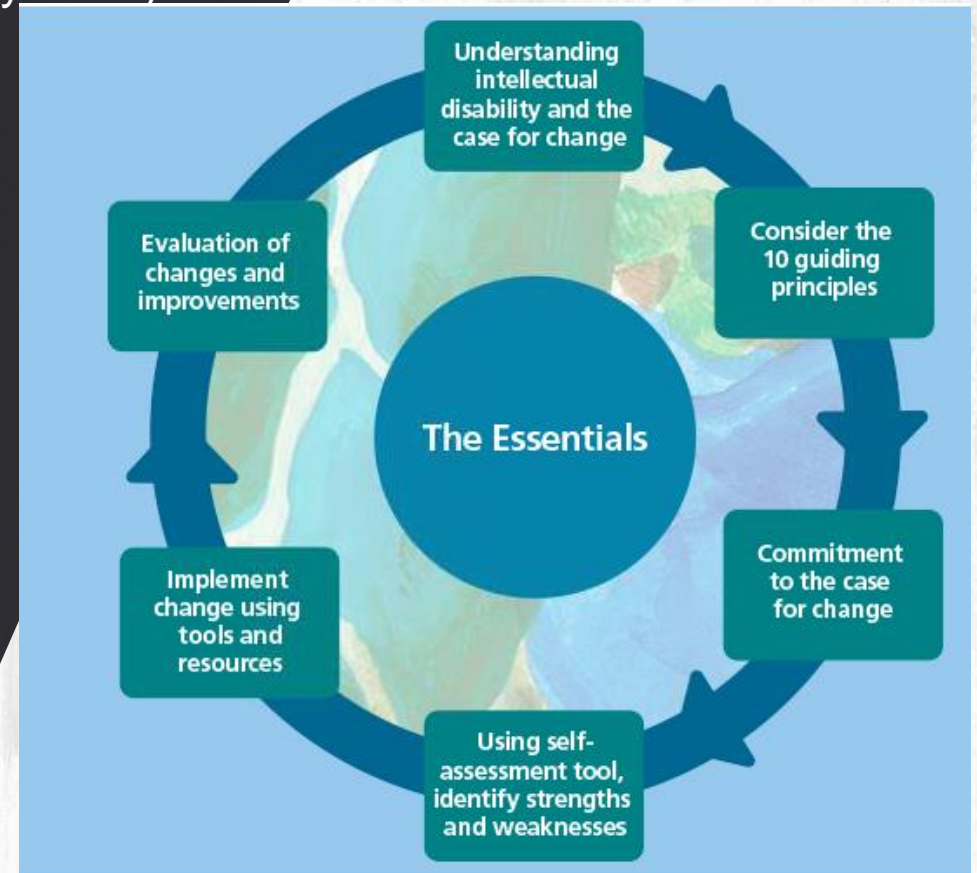 Understanding
intellectual
disability and the
case for change
Consider the
10 guiding
principles
Commitment
to the case
for change
Using self-
assessment tool,
identify strengths
and weaknesses
Implement
change using
tools and
resources
Evaluation of
changes and
improvements
The Essentials